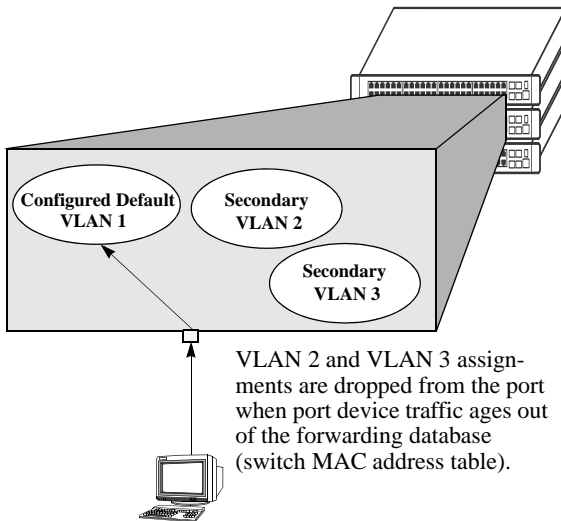 Configured Default
VLAN 1
Secondary
VLAN 2
Secondary
VLAN 3
VLAN 2 and VLAN 3 assign-
ments are dropped from the port
when port device traffic ages out
of the forwarding database
(switch MAC address table).